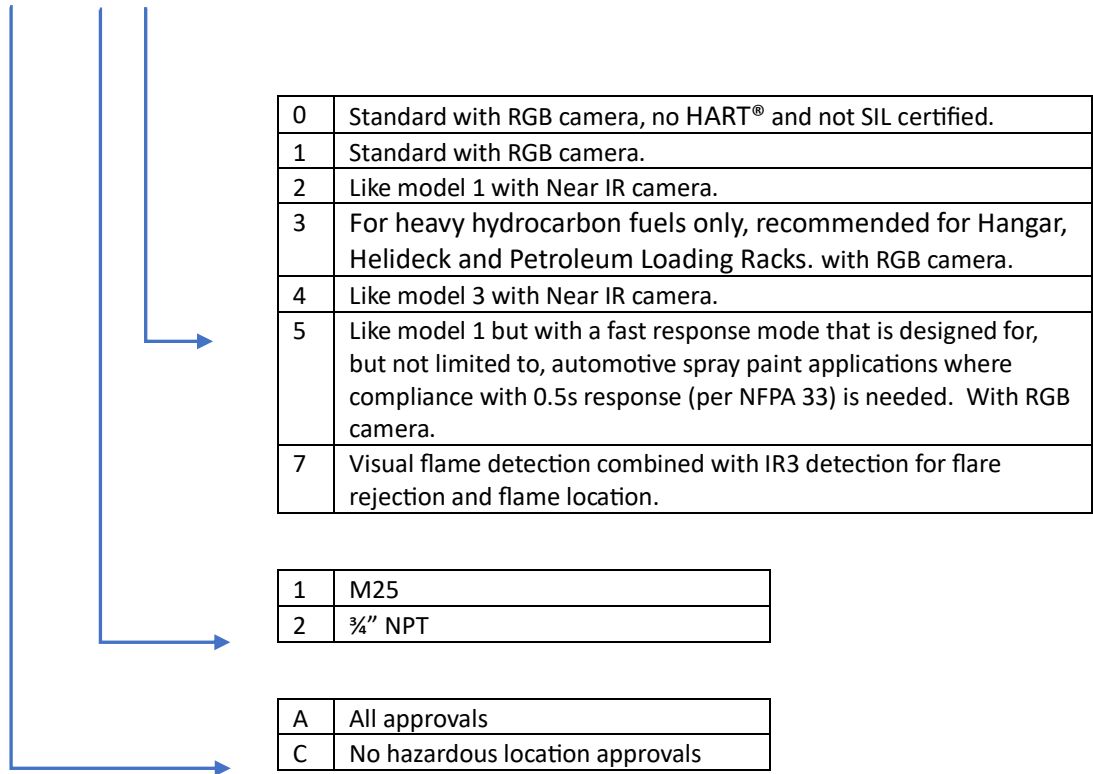 0 Standard with RGB camera, no HART® and not SIL certified.
1 Standard with RGB camera.
2 Like model 1 with Near IR camera.
3 For heavy hydrocarbon fuels only, recommended for Hangar,
Helideck and Petroleum Loading Racks. with RGB camera.
4 Like model 3 with Near IR camera.
5 Like model 1 but with a fast response mode that is designed for,
but not limited to, automotive spray paint applications where
compliance with 0.5s response (per NFPA 33) is needed.  With RGB
camera.
7 Visual flame detection combined with IR3 detection for flare
rejection and flame location.
1 M25
2 ¾” NPT
A All approvals
C No hazardous location approvals